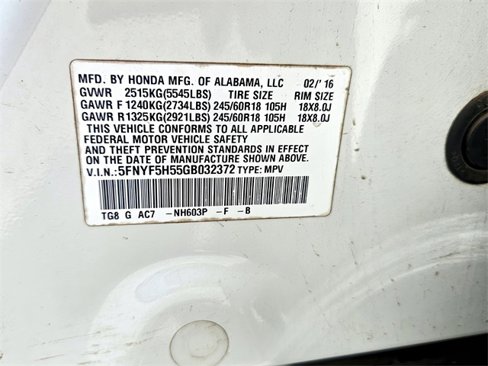 MFD. BY HONDA MFG. OF ALABAMA, LLC 02/' 16
GVWR 2515KG(5545LBS) TIRE SIZE RIM SIZE
GAWR F 1240KG(2734LBS) 245/60R18 105H 18X8.0J
GAWR R1325KG(2921LBS) 245/60R18 105H 18X8.0J
THIS VEHICLE CONFORMS TO ALL APPLICABLE
FEDERAL MOTOR VEHICLE SAFETY
AND THEFT PREVENTION STANDARDS IN EFFECT
ON THE DATE OF MANUFACTURE SHOWN ABOVE.
V.I.N.: 5FNYF5H55GB032372 TYPE: MPV
TG8 G AC7 -NH603P -F -B